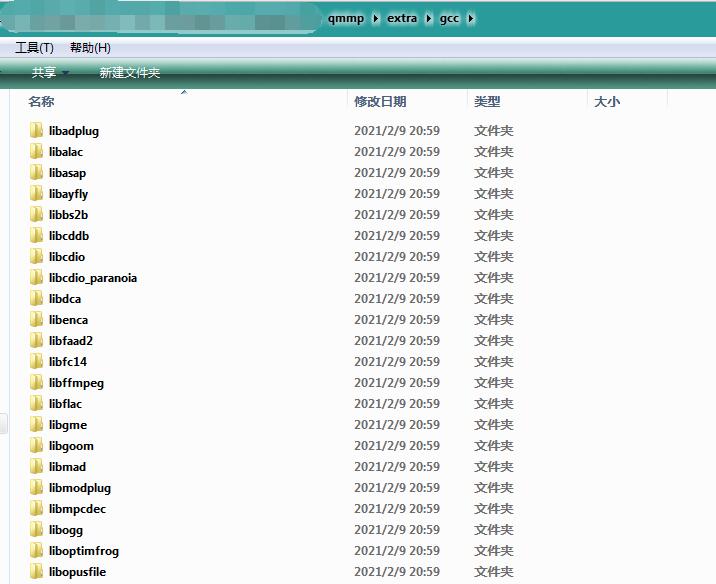 qmmp extra gcc
工具(T) 帮助(H)
共享 新建文件夹
名称 修改日期 类型 大小
libadplug 2021/2/9 20:59 文件夹
libalac 2021/2/9 20:59 文件夹
libasap 2021/2/9 20:59 文件夹
libayfly 2021/2/9 20:59 文件夹
libbs2b 2021/2/9 20:59 文件夹
libcddb 2021/2/9 20:59 文件夹
libcdio 2021/2/9 20:59 文件夹
libcdio_paranoia 2021/2/9 20:59 文件夹
libdca 2021/2/9 20:59 文件夹
libenca 2021/2/9 20:59 文件夹
libfaad2 2021/2/9 20:59 文件夹
libfc14 2021/2/9 20:59 文件夹
libffmpeg 2021/2/9 20:59 文件夹
libflac 2021/2/9 20:59 文件夹
libgme 2021/2/9 20:59 文件夹
libgoom 2021/2/9 20:59 文件夹
libmad 2021/2/9 20:59 文件夹
libmodplug 2021/2/9 20:59 文件夹
libmpcdec 2021/2/9 20:59 文件夹
libogg 2021/2/9 20:59 文件夹
liboptimfrog 2021/2/9 20:59 文件夹
libopusfile 2021/2/9 20:59 文件夹